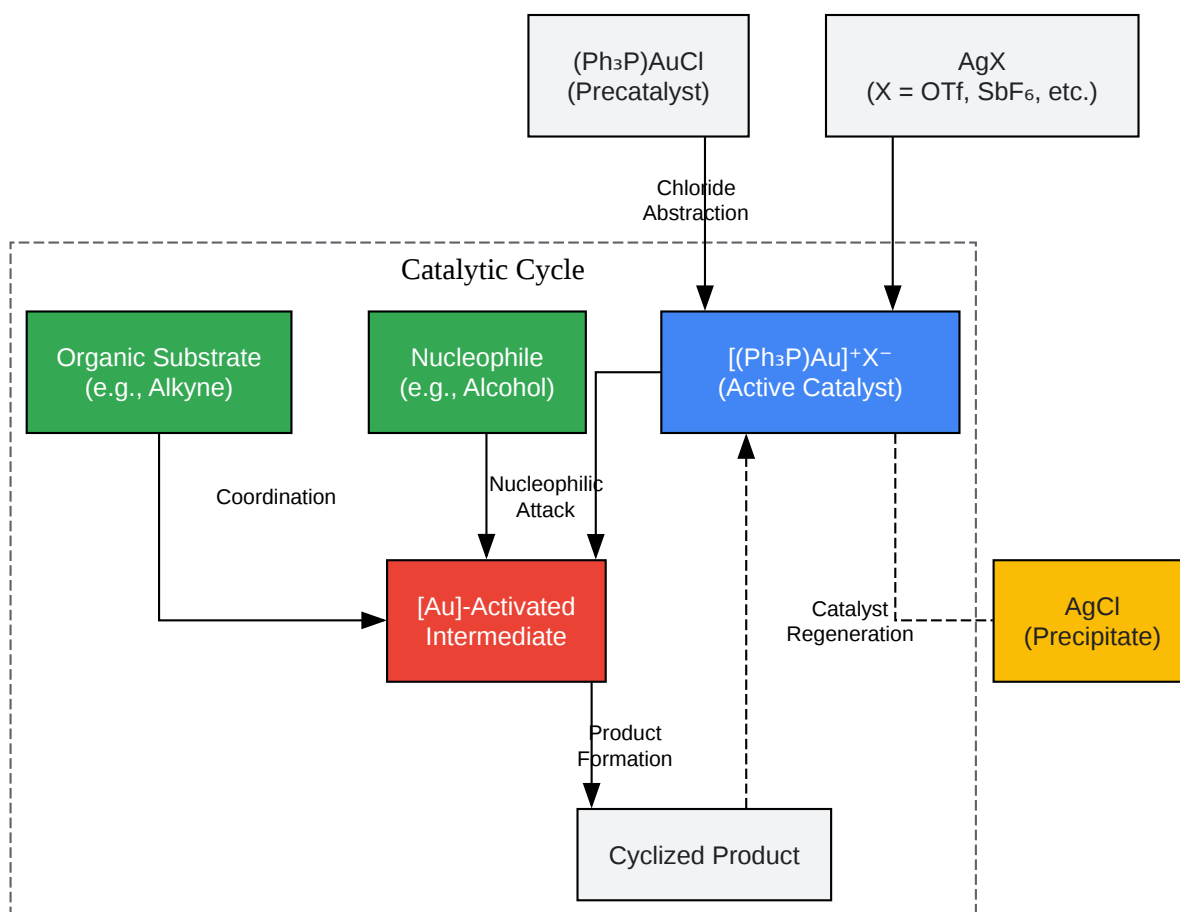 (Ph₃P)AuCl
(Precatalyst)
AgX
(X = OTf, SbF₆, etc.)
Chloride
Abstraction
Catalytic Cycle
Organic Substrate
(e.g., Alkyne)
Nucleophile
(e.g., Alcohol)
[(Ph₃P)Au]⁺X⁻
(Active Catalyst)
Coordination
Nucleophilic
Attack
[Au]-Activated
Intermediate
Catalyst
Regeneration
AgCl
(Precipitate)
Product
Formation
Cyclized Product